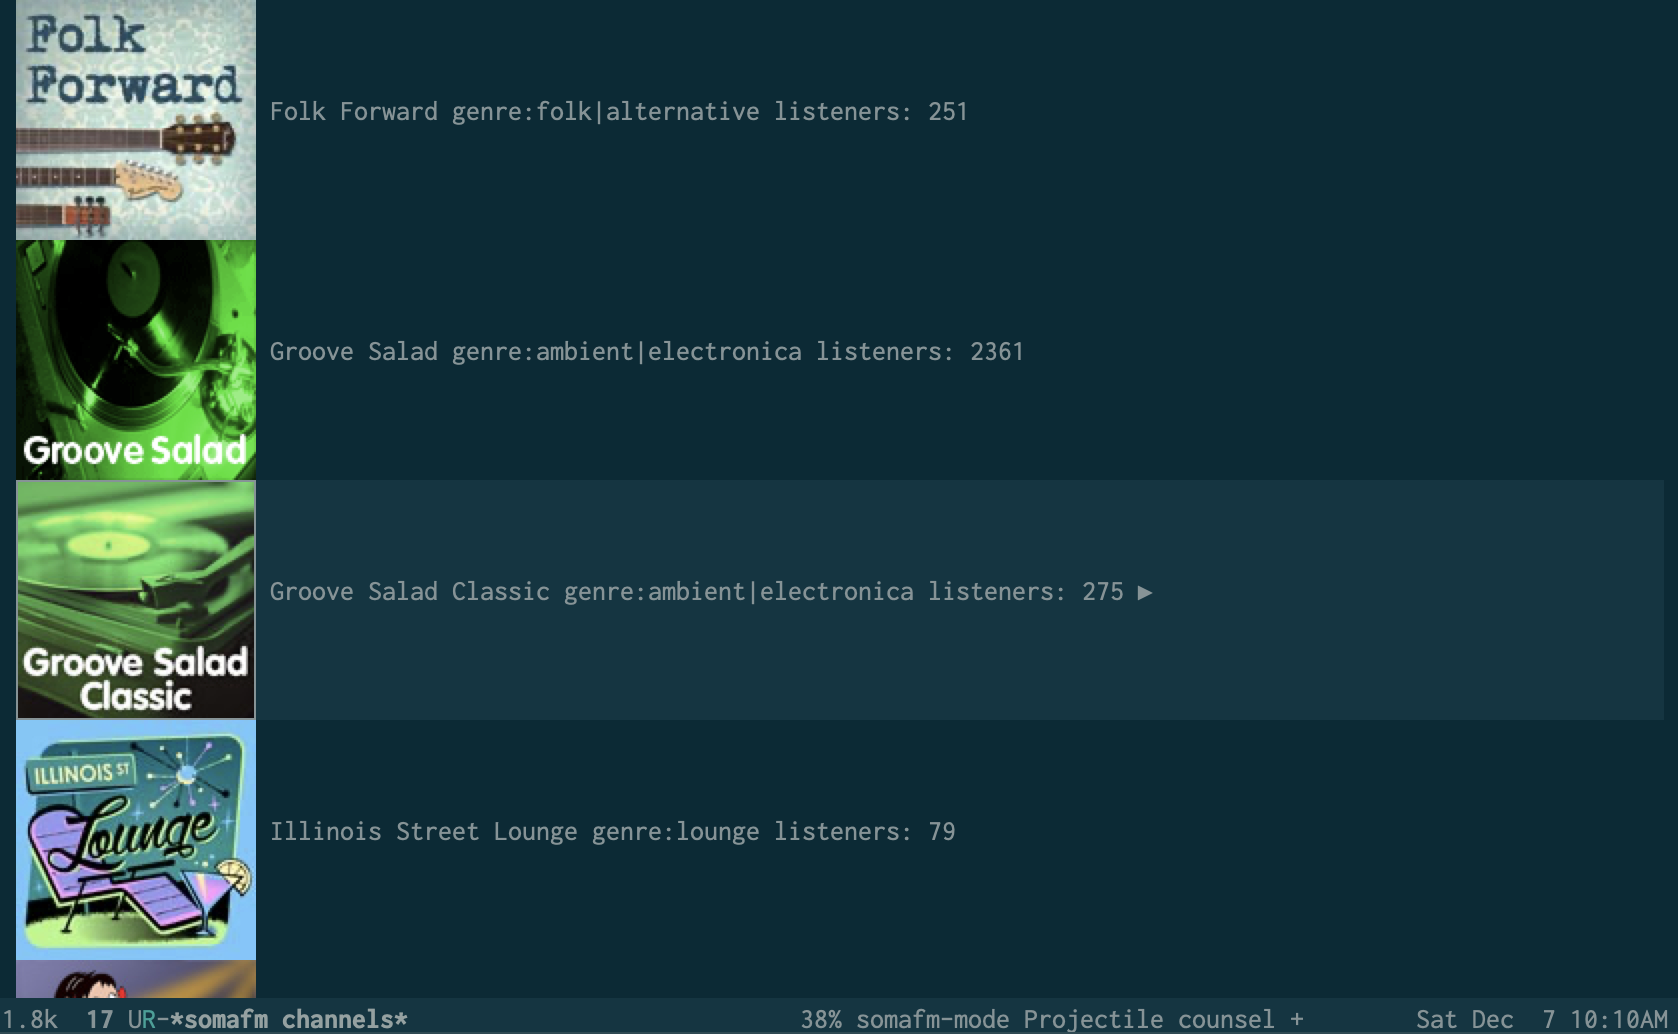 Folk
Forward
Folk Forward genre:folk|alternative listeners: 251
Groove Salad
Groove Salad genre:ambient|electronica listeners: 2361
Groove Salad
Classic
Groove Salad Classic genre:ambient|electronica listeners: 275 ▶
ILLINOIS ST
Lounge
Illinois Street Lounge genre:lounge listeners: 79
1.8k 17 UR-*somafm channels* 38% somafm-mode Projectile counsel + Sat Dec 7 10:10AM